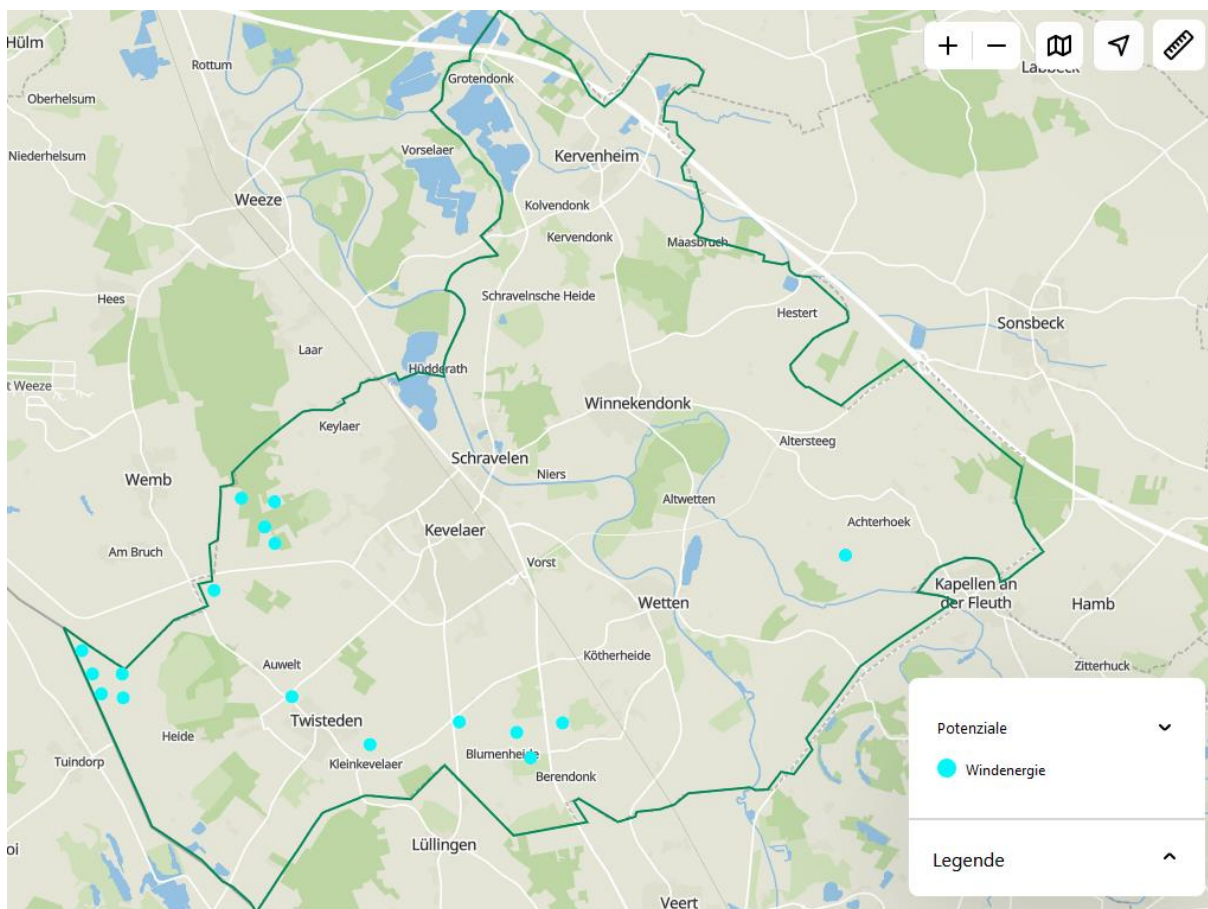 Hülm
Rottum
Labbeck
Grotendonk
Oberhelsum
Vorselaer
Niederhelsum
Kervenheim
Weeze
Kolvendonk
Kervendonk
Maasbruch
Hees
Schravelnsche Heide
Hestert
Sonsbeck
Laar
Hüdderath
t Weeze
Winnekendonk
Keylaer
Altersteeg
Schravelen
Wemb
Niers
Altwetten
Achterhoek
Kevelaer
Am Bruch
Vorst
Kapellen an
der Fleuth
Wetten
Hamb
Kötherheide
Auwelt
Zitterhuck
Twisteden
Heide
Potenziale
Blumenheide
Tuindorp
Kleinkevelaer
Windenergie
Berendonk
oi
Lüllingen
Legende
Veert